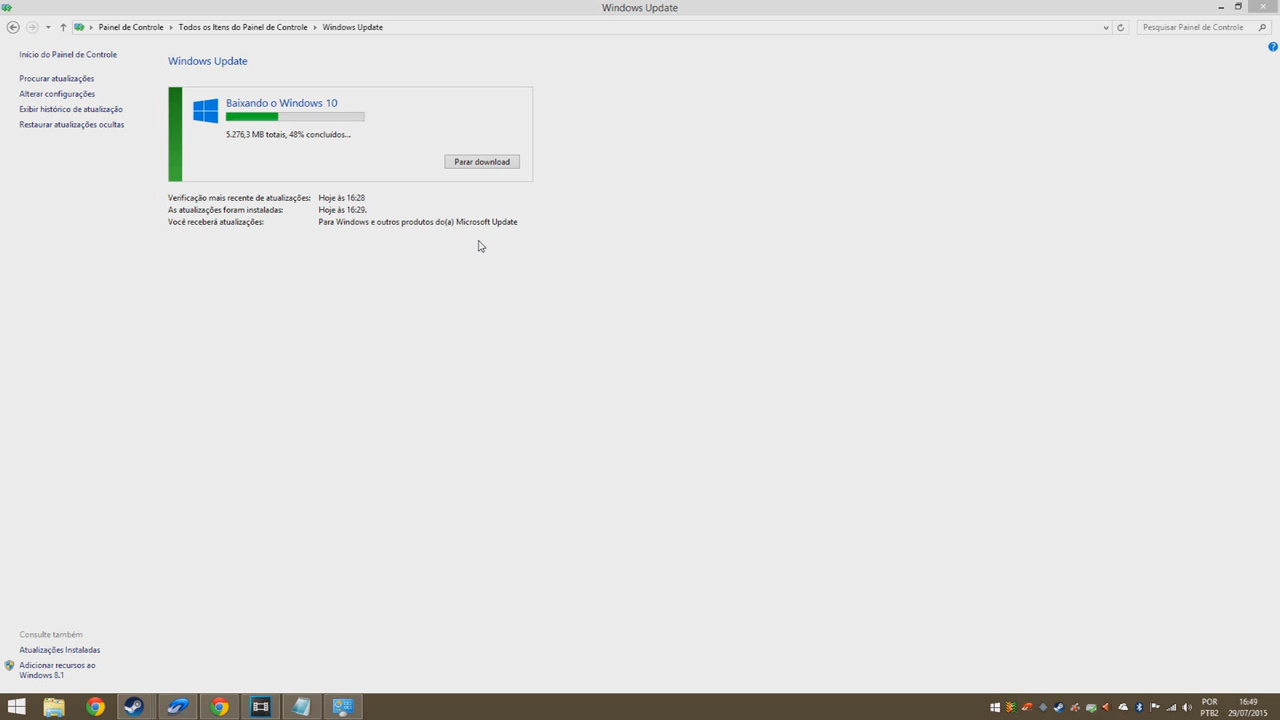 Windows Update
Painel de Controle
Todos os Itens do Painel de Controle
Windows Update
Pesquisar Painel de Controle
Início do Painel de Controle
Procurar atualizações
Alterar configurações
Exibir histórico de atualização
Restaurar atualizações ocultas
Windows Update
Baixando o Windows 10
5.276,3 MB totais, 48% concluídos...
Parar download
Verificação mais recente de atualizações: Hoje às 16:28
As atualizações foram instaladas: Hoje às 16:29.
Você receberá atualizações: Para Windows e outros produtos do(a) Microsoft Update
Consulte também
Atualizações Instaladas
Adicionar recursos ao
Windows 8.1
POR 16:49
PTB2 29/07/2015